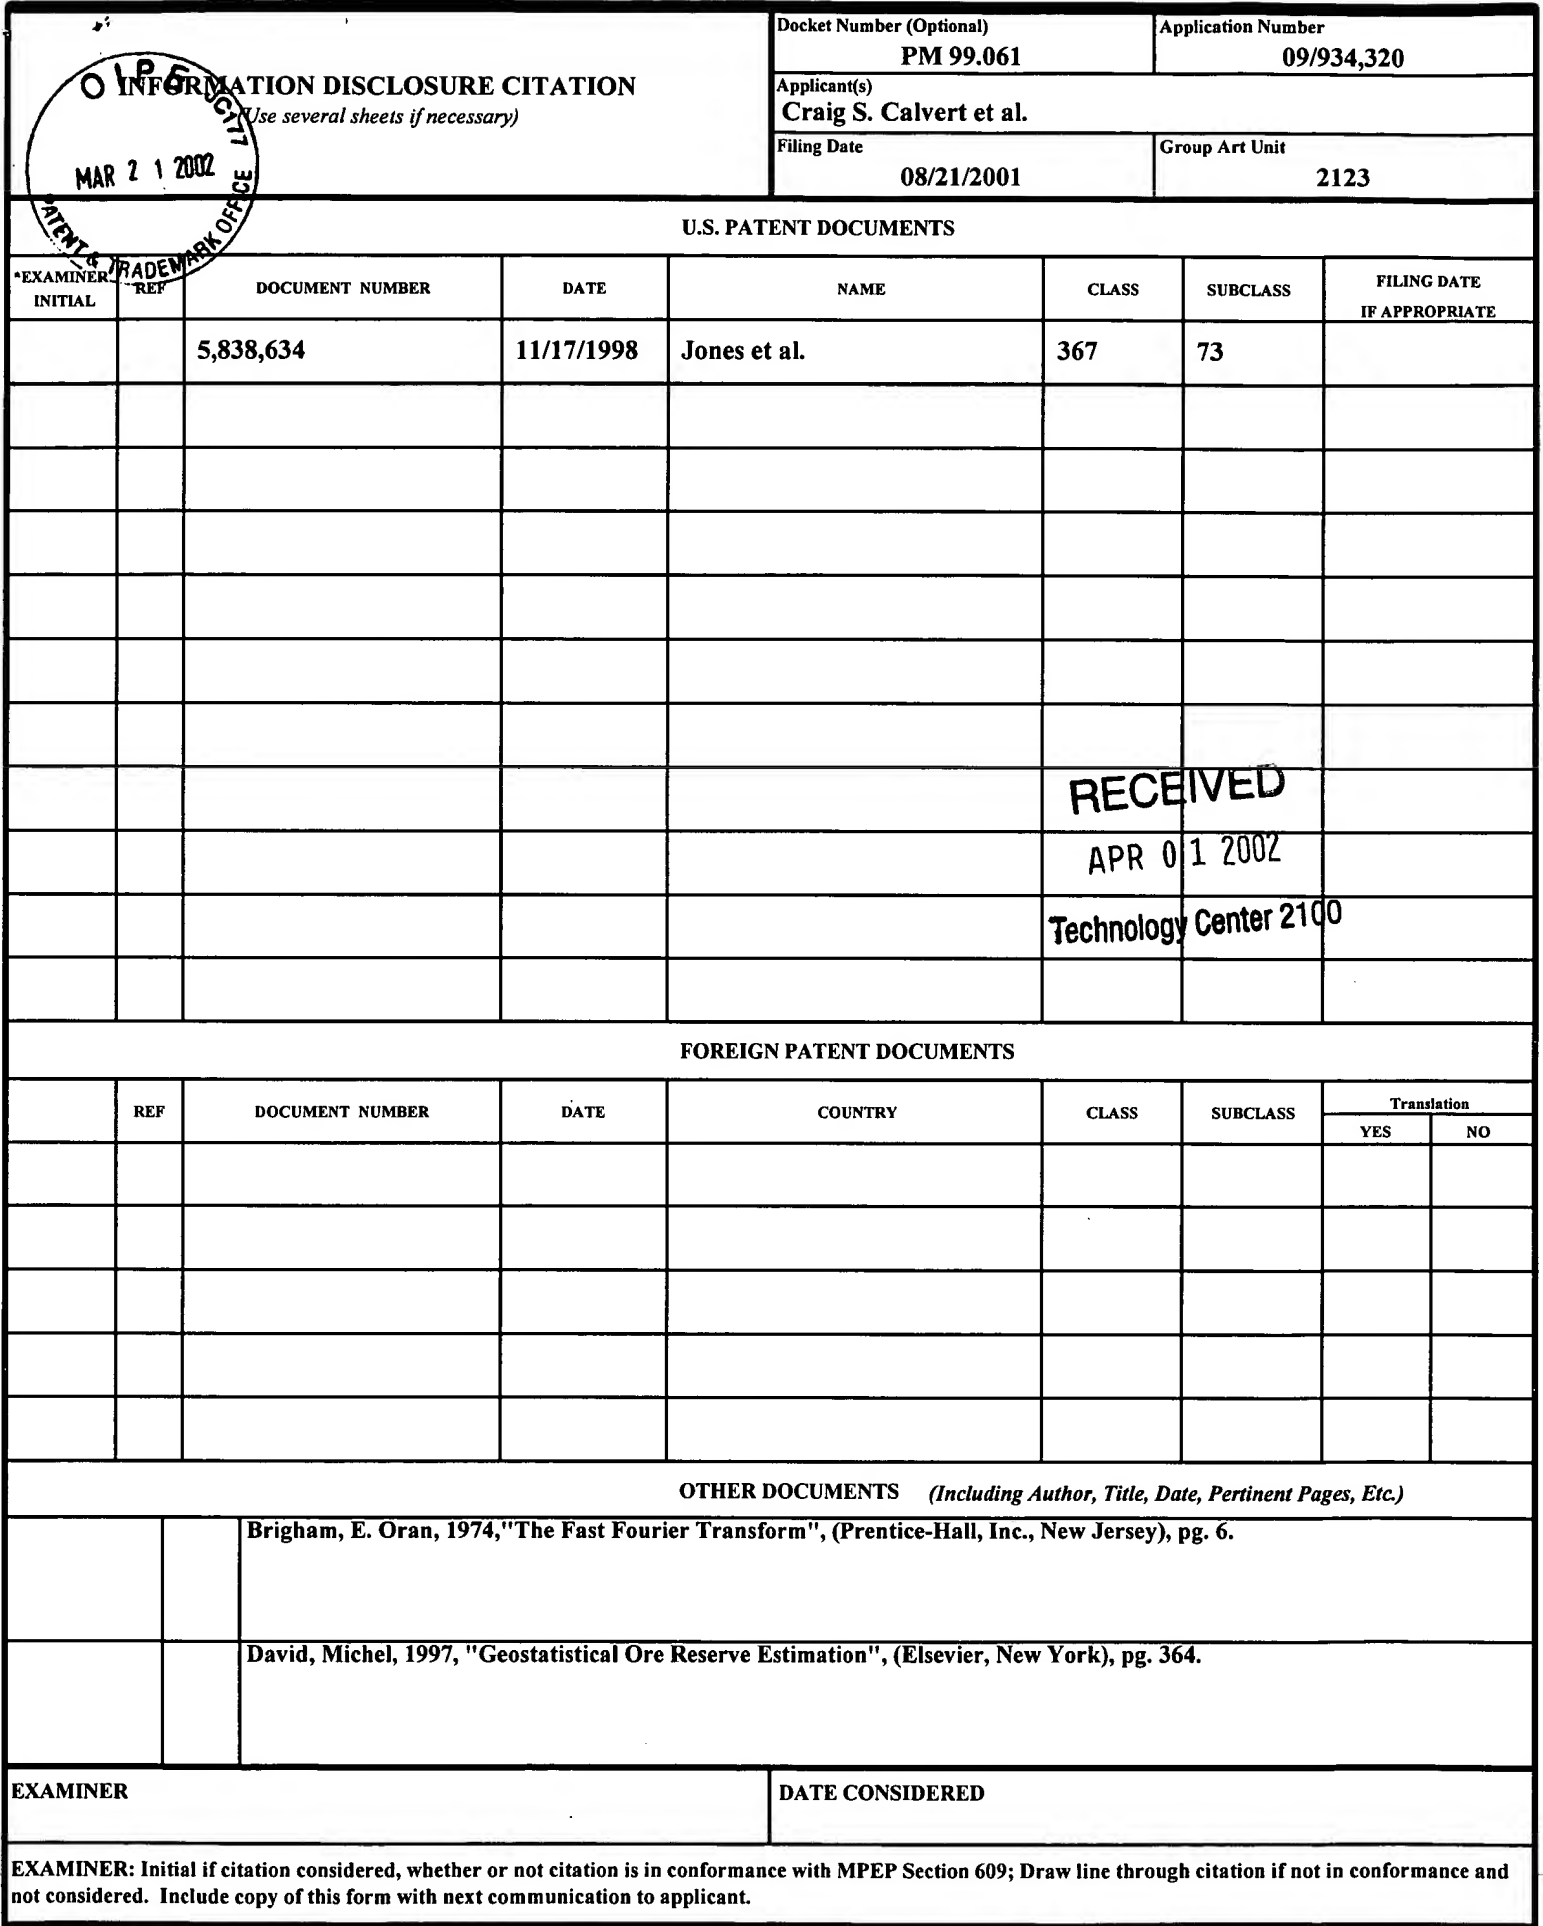 Docket Number (Optional)
PM 99.061
Application Number
09/934,320
INFORMATION DISCLOSURE CITATION
(Use several sheets if necessary)
Applicant(s)
Craig S. Calvert et al.
Filing Date
08/21/2001
Group Art Unit
2123
OIPE JC177
MAR 2 1 2002
PATENT & TRADEMARK OFFICE
U.S. PATENT DOCUMENTS
*EXAMINER
INITIAL
REF
DOCUMENT NUMBER
DATE
NAME
CLASS
SUBCLASS
FILING DATE
IF APPROPRIATE
5,838,634
11/17/1998
Jones et al.
367
73
RECEIVED
APR 0 1 2002
Technology Center 2100
FOREIGN PATENT DOCUMENTS
REF
DOCUMENT NUMBER
DATE
COUNTRY
CLASS
SUBCLASS
Translation
YES
NO
OTHER DOCUMENTS (Including Author, Title, Date, Pertinent Pages, Etc.)
Brigham, E. Oran, 1974,"The Fast Fourier Transform", (Prentice-Hall, Inc., New Jersey), pg. 6.
David, Michel, 1997, "Geostatistical Ore Reserve Estimation", (Elsevier, New York), pg. 364.
EXAMINER
DATE CONSIDERED
EXAMINER: Initial if citation considered, whether or not citation is in conformance with MPEP Section 609; Draw line through citation if not in conformance and
not considered. Include copy of this form with next communication to applicant.